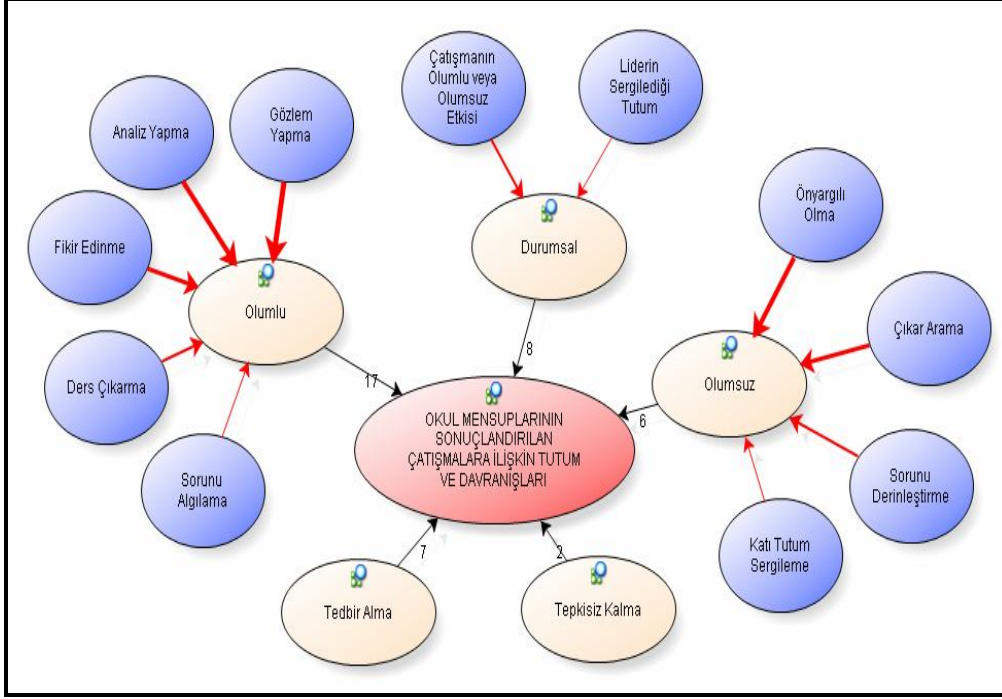 Çatışmanın
Olumlu veya
Olumsuz
Etkisi
Liderin
Sergilediği
Tutum
Analiz Yapma
Gözlem
Yapma
Önyargılı
Olma
Fikir Edinme
Durumsal
Olumlu
Çıkar Arama
Ders Çıkarma
17
8
Olumsuz
6
OKUL MENSUPLARININ
SONUÇLANDIRILAN
ÇATIŞMALARA İLİŞKİN TUTUM
VE DAVRANIŞLARI
Sorunu
Algılama
Sorunu
Derinleştirme
Katı Tutum
Sergileme
7
2
Tedbir Alma
Tepkisiz Kalma